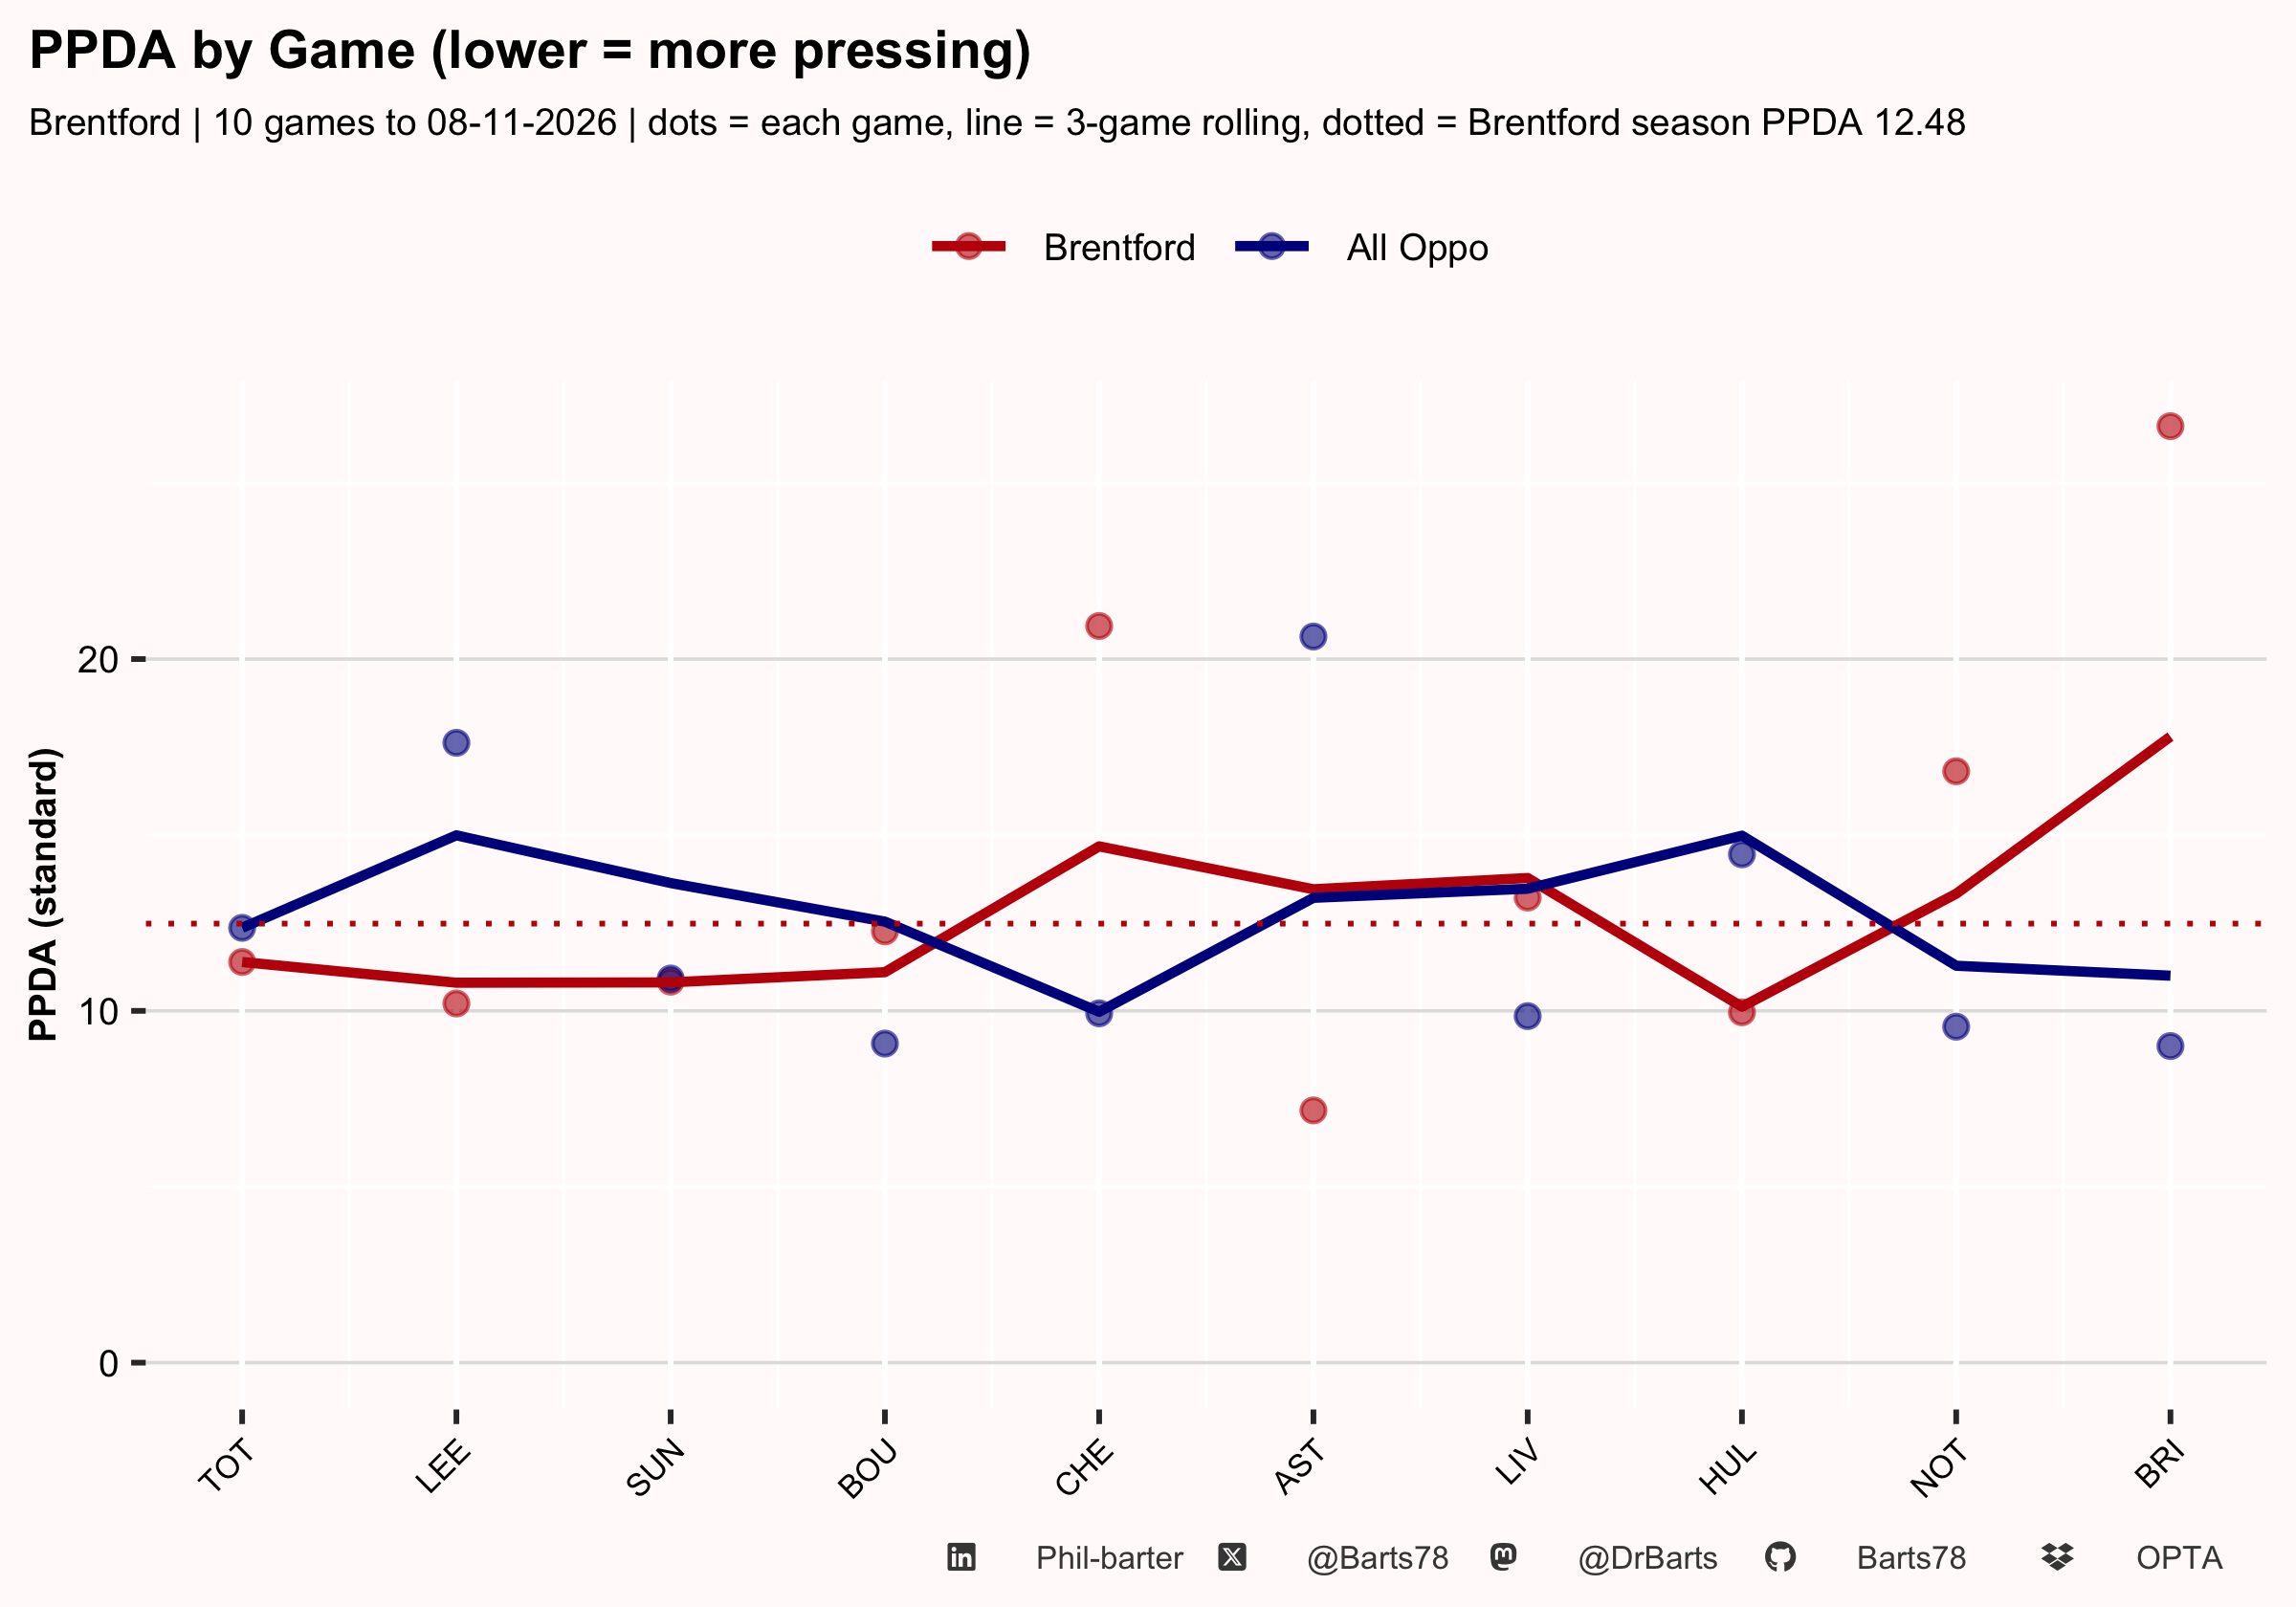 PPDA by Game (lower = more pressing)
Brentford | 10 games to 08-11-2026 | dots = each game, line = 3-game rolling, dotted = Brentford season PPDA 12.48
Brentford All Oppo
PPDA (standard)
20
10
0
TOT LEE SUN BOU CHE AST LIV HUL NOT BRI
Phil-barter @Barts78 @DrBarts Barts78 OPTA